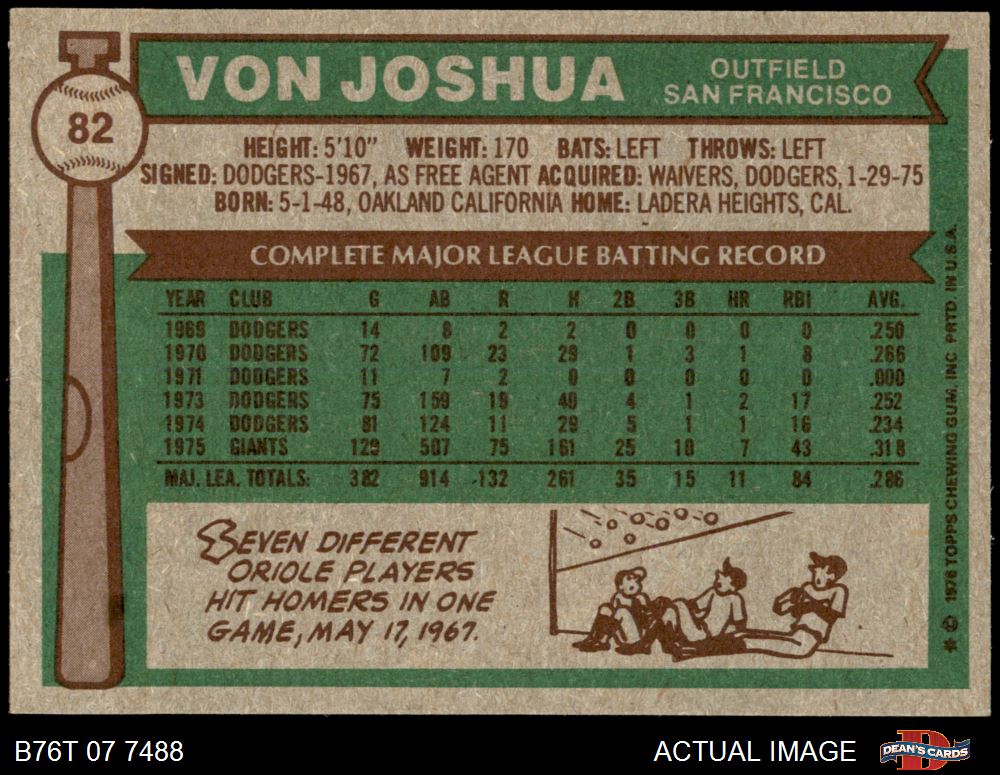 VON JOSHUA
OUTFIELD
SAN FRANCISCO
82
HEIGHT: 5'10" WEIGHT: 170 BATS: LEFT THROWS: LEFT
SIGNED: DODGERS-1967, AS FREE AGENT ACQUIRED: WAIVERS, DODGERS, 1-29-75
BORN: 5-1-48, OAKLAND CALIFORNIA HOME: LADERA HEIGHTS, CAL.
COMPLETE MAJOR LEAGUE BATTING RECORD
YEAR CLUB G AB R H 2B 3B HR RBI AVG.
1969 DODGERS 14 8 2 2 0 0 0 0 .250
1970 DODGERS 72 109 23 29 1 3 1 8 .266
1971 DODGERS 11 7 2 0 0 0 0 0 .000
1973 DODGERS 75 159 19 40 4 1 2 17 .252
1974 DODGERS 81 124 11 29 5 1 1 16 .234
1975 GIANTS 129 507 75 161 25 10 7 43 .318
MAJ. LEA. TOTALS: 382 914 132 261 35 15 11 84 .286
SEVEN DIFFERENT
ORIOLE PLAYERS
HIT HOMERS IN ONE
GAME, MAY 17, 1967.
* © 1976 TOPPS CHEWING GUM, INC PRTD. IN U.S.A.
B76T 07 7488
ACTUAL IMAGE
D
DEAN'S CARDS